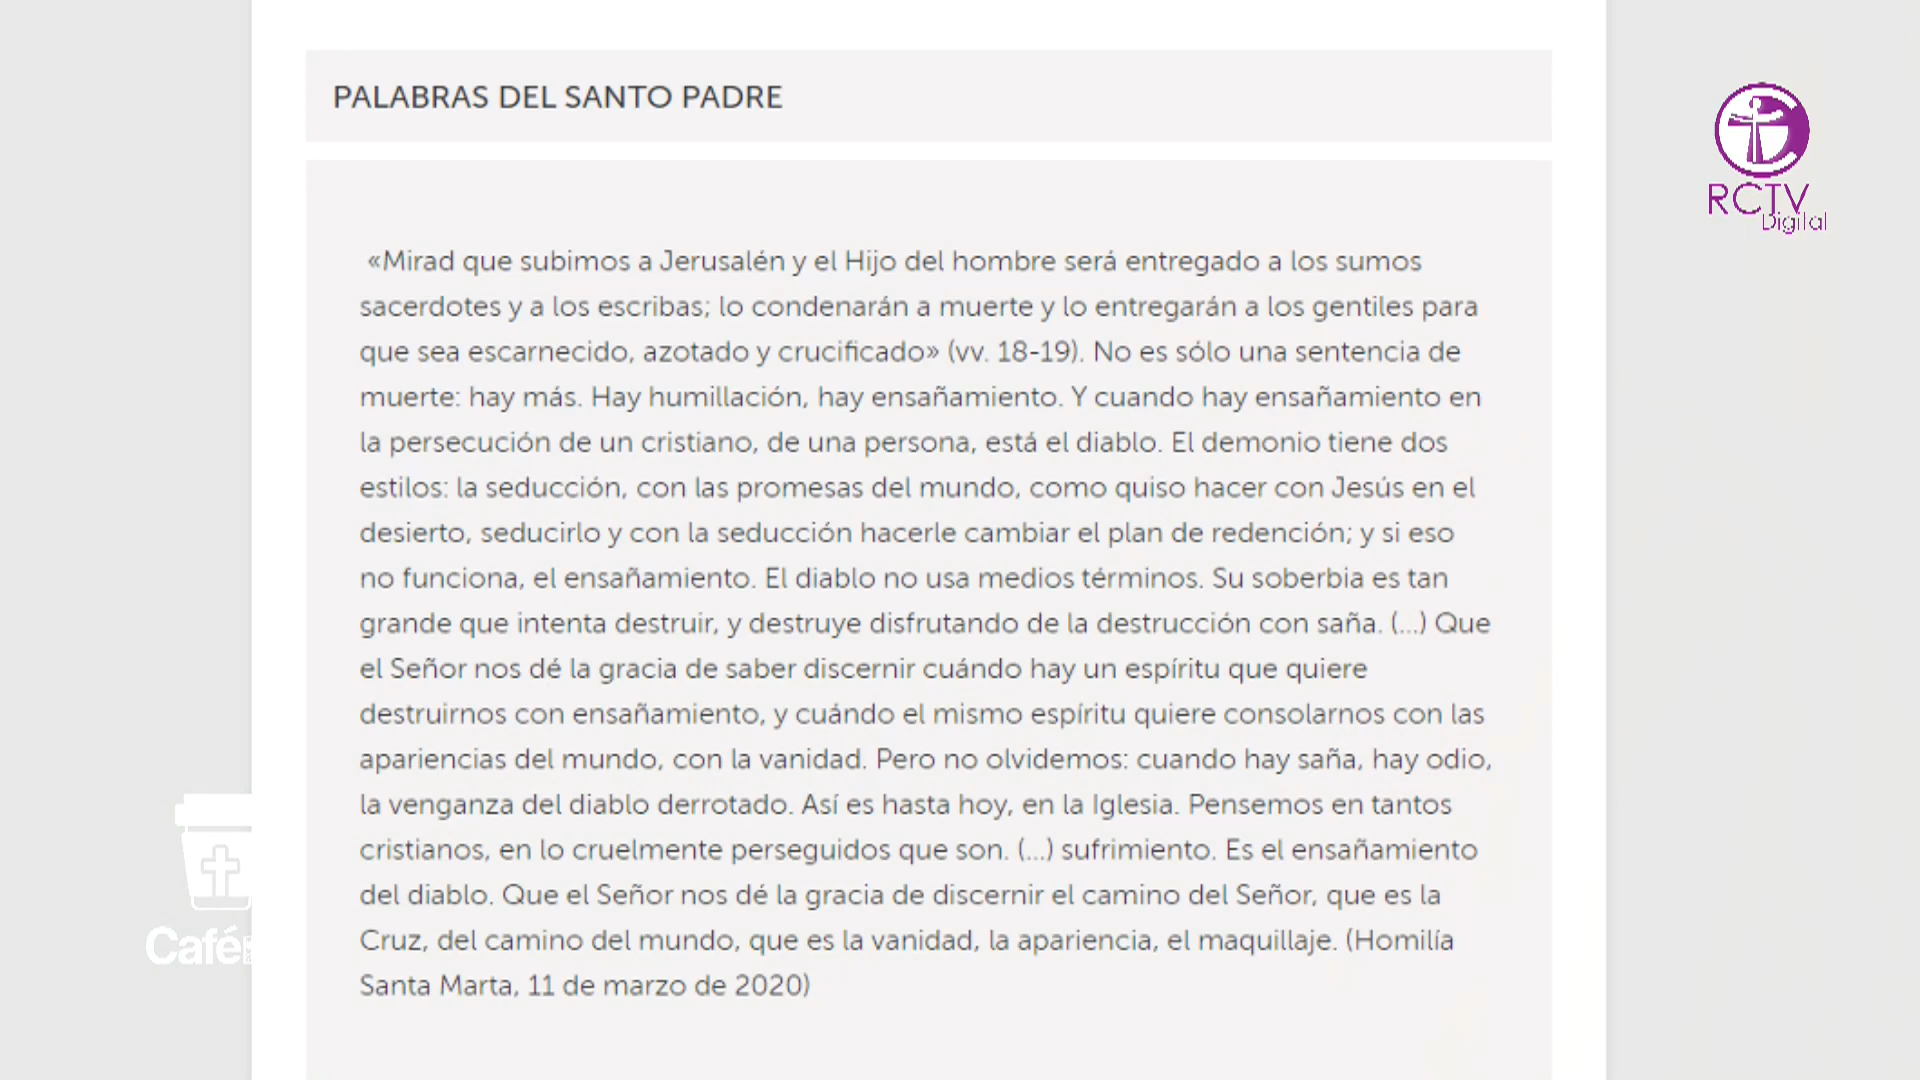 PALABRAS DEL SANTO PADRE
«Mirad que subimos a Jerusalén y el Hijo del hombre será entregado a los sumos
sacerdotes y a los escribas; lo condenarán a muerte y lo entregarán a los gentiles para
que sea escarnecido, azotado y crucificado» (vv. 18-19). No es sólo una sentencia de
muerte: hay más. Hay humillación, hay ensañamiento. Y cuando hay ensañamiento en
la persecución de un cristiano, de una persona, está el diablo. El demonio tiene dos
estilos: la seducción, con las promesas del mundo, como quiso hacer con Jesús en el
desierto, seducirlo y con la seducción hacerle cambiar el plan de redención; y si eso
no funciona, el ensañamiento. El diablo no usa medios términos. Su soberbia es tan
grande que intenta destruir, y destruye disfrutando de la destrucción con saña. (...) Que
el Señor nos dé la gracia de saber discernir cuándo hay un espíritu que quiere
destruirnos con ensañamiento, y cuándo el mismo espíritu quiere consolarnos con las
apariencias del mundo, con la vanidad. Pero no olvidemos: cuando hay saña, hay odio,
la venganza del diablo derrotado. Así es hasta hoy, en la Iglesia. Pensemos en tantos
cristianos, en lo cruelmente perseguidos que son. (...) sufrimiento. Es el ensañamiento
del diablo. Que el Señor nos dé la gracia de discernir el camino del Señor, que es la
Cruz, del camino del mundo, que es la vanidad, la apariencia, el maquillaje. (Homilía
Santa Marta, 11 de marzo de 2020)
RCTV
Digital
Café